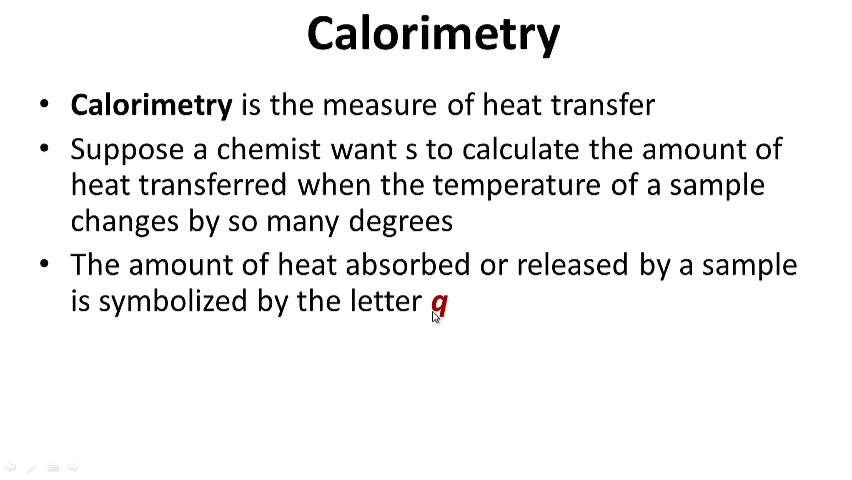 Calorimetry
• Calorimetry is the measure of heat transfer
• Suppose a chemist want s to calculate the amount of
heat transferred when the temperature of a sample
changes by so many degrees
• The amount of heat absorbed or released by a sample
is symbolized by the letter q